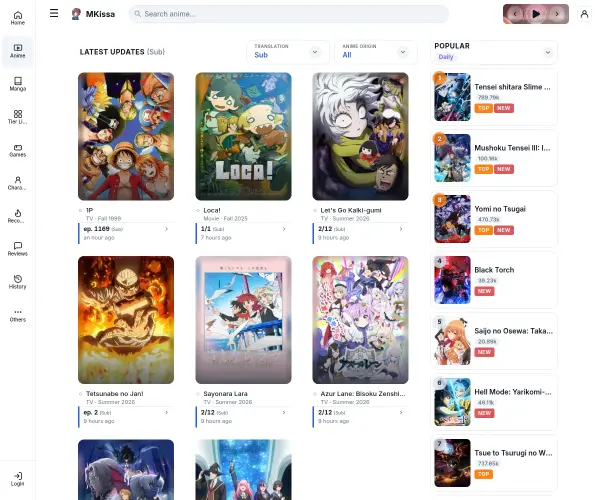 Home
Anime
Manga
Tier Li...
Games
Chara...
Reco...
Reviews
History
Others
Login
MKissa
Search anime...
LATEST UPDATES (Sub)
TRANSLATION
Sub
ANIME ORIGIN
All
1P
TV · Fall 1999
ep. 1169 (Sub)
an hour ago
LOCA!
Loca!
Movie · Fall 2025
1/1 (Sub)
7 hours ago
Let's Go Kaiki-gumi
TV · Summer 2026
2/12 (Sub)
9 hours ago
Tetsunabe no Jan!
TV · Summer 2026
ep. 2 (Sub)
9 hours ago
Sayonara Lara
TV · Summer 2026
2/12 (Sub)
9 hours ago
Azur Lane: Bisoku Zenshi...
TV · Summer 2026
2/12 (Sub)
9 hours ago
POPULAR
Daily
1
Tensei shitara Slime ...
789.79k
TOP NEW
2
Mushoku Tensei III: I...
100.18k
TOP NEW
3
Yomi no Tsugai
470.73k
TOP NEW
4
Black Torch
39.23k
NEW
5
Saijo no Osewa: Taka...
20.89k
NEW
6
Hell Mode: Yarikomi-...
46.11k
NEW
7
Tsue to Tsurugi no W...
737.65k
TOP